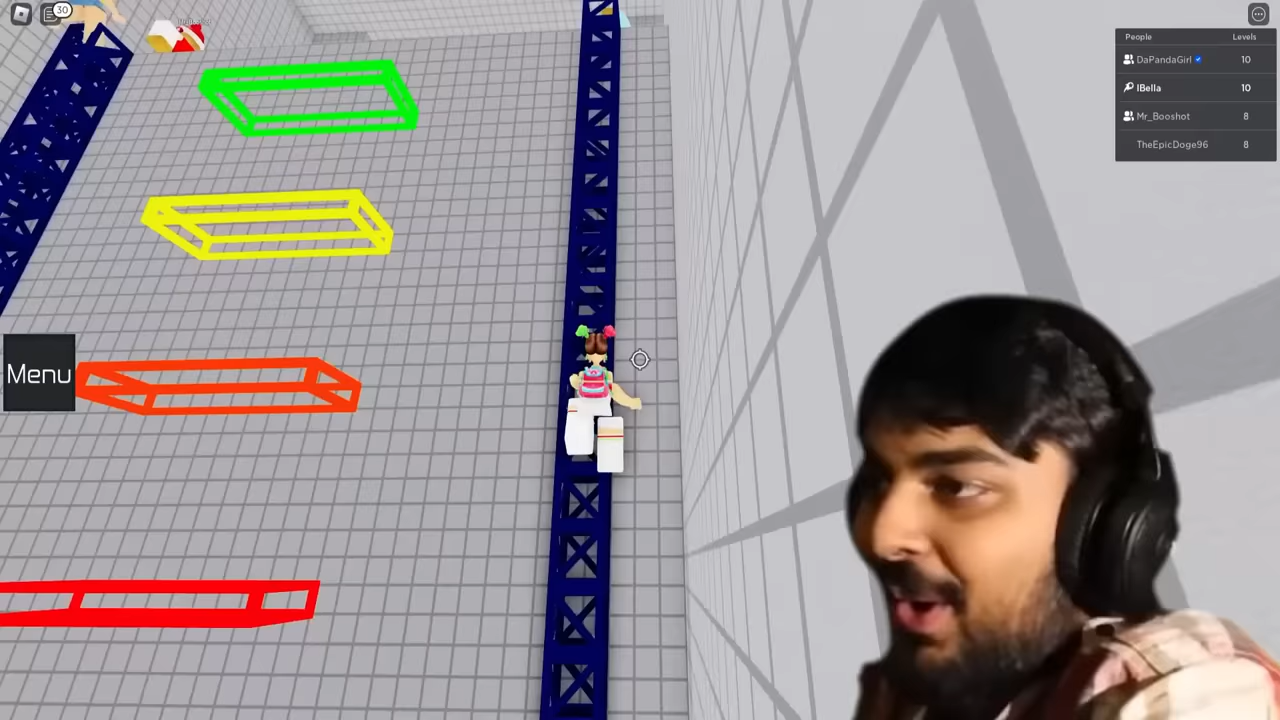 30
People Levels
DaPandaGirl 10
IBella 10
Mr_Booshot 8
TheEpicDoge96 8
Menu